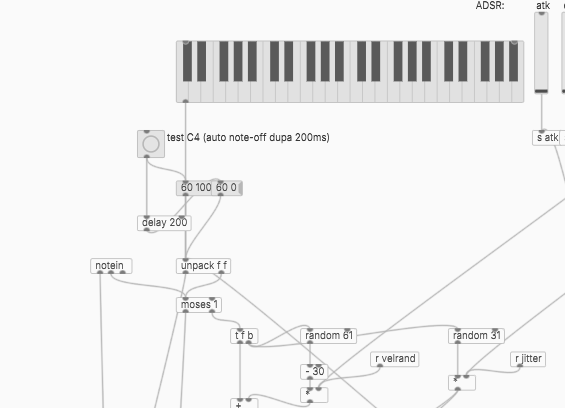 ADSR:
atk
test C4 (auto note-off dupa 200ms)
s atk
60 100
60 0
delay 200
notein
unpack f f
moses 1
t f b
random 61
random 31
r velrand
r jitter
- 30
*
*
+